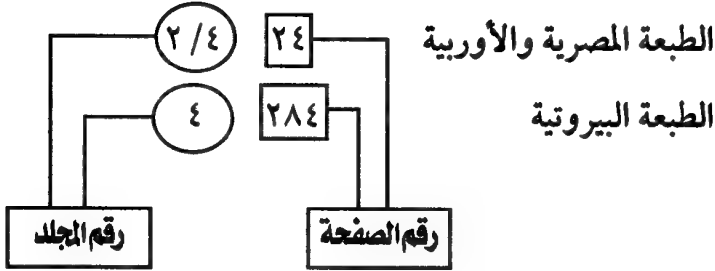 الطبعة المصرية والأوربية ٢٤ ٢/٤
الطبعة البيروتية ٢٨٤ ٤
رقم الصفحة رقم المجلد